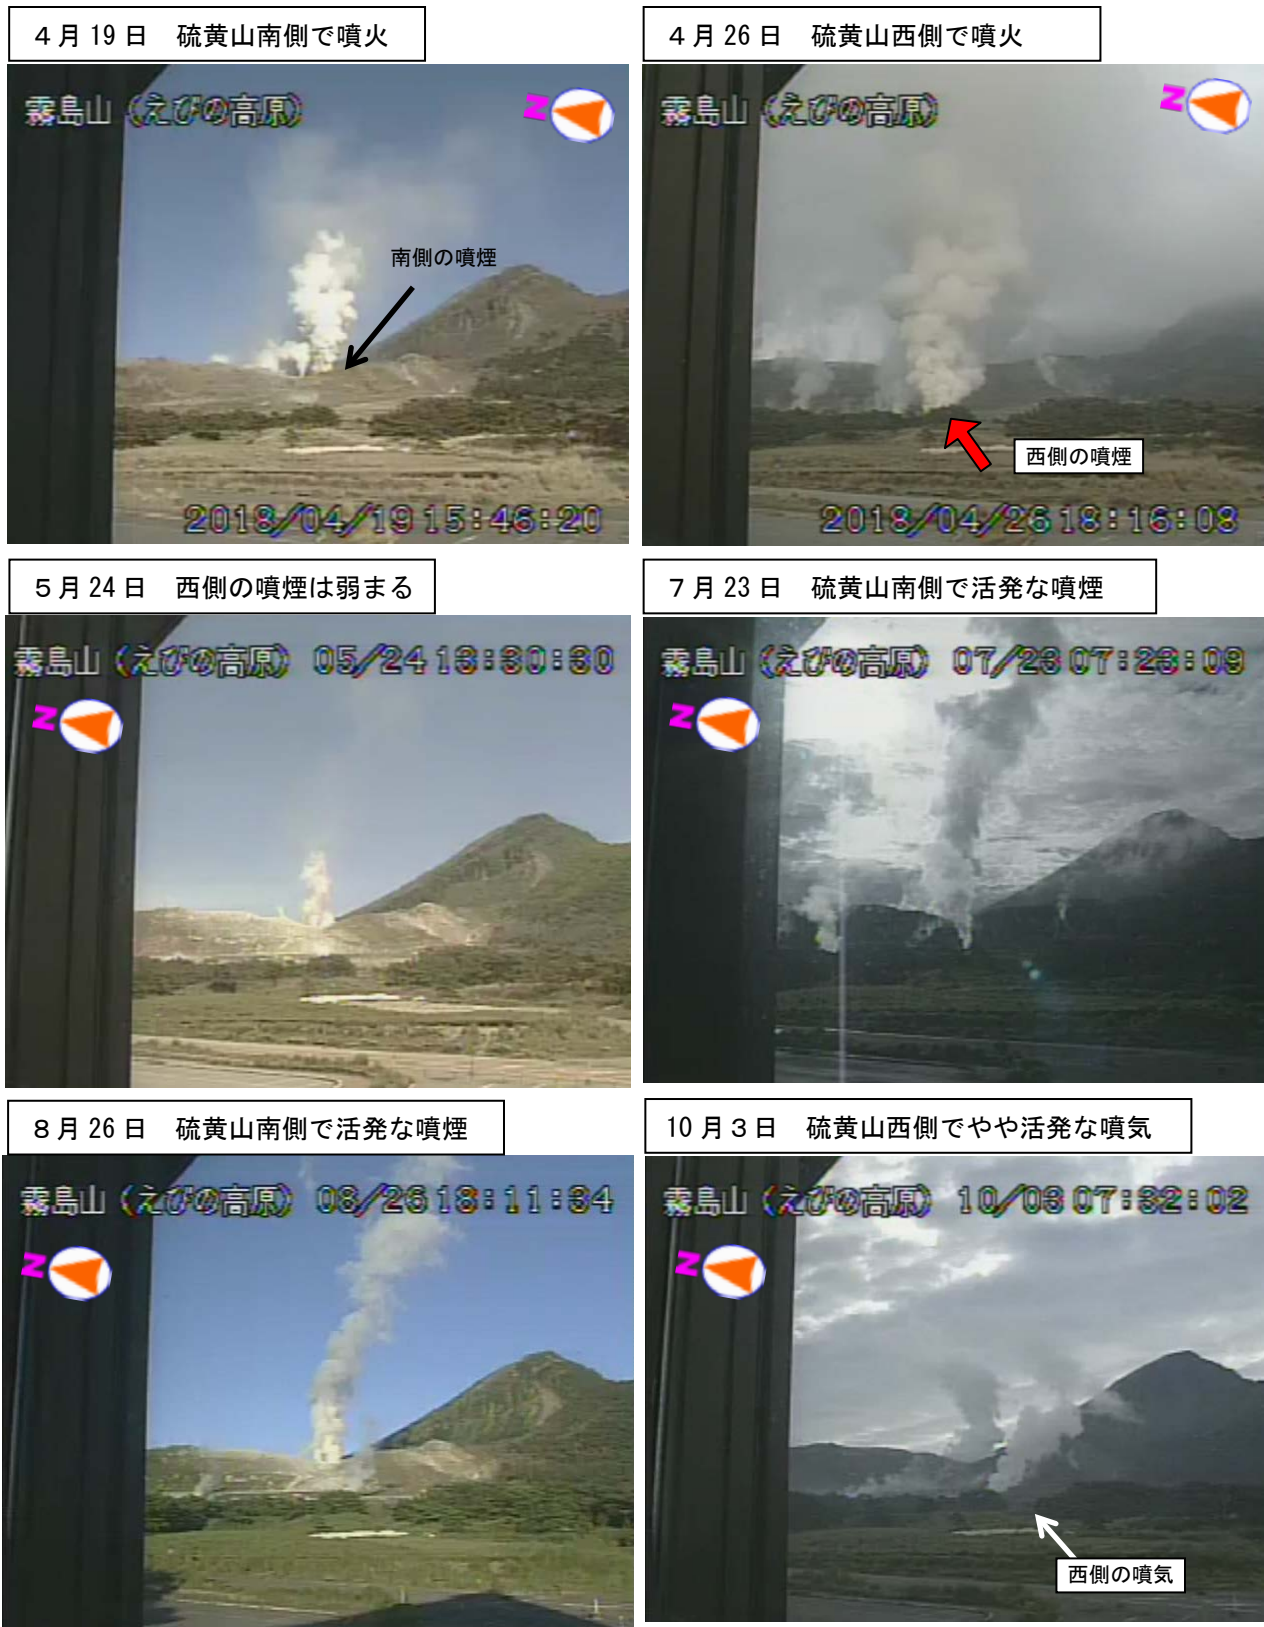 ４月 19 日　硫黄山南側で噴火
霧島山（えびの高原）
N
南側の噴煙
2018/04/19 15:46:20
４月 26 日　硫黄山西側で噴火
霧島山（えびの高原）
N
西側の噴煙
2018/04/26 18:16:08
５月 24 日　西側の噴煙は弱まる
霧島山（えびの高原） 05/24 18:30:30
N
７月 23 日　硫黄山南側で活発な噴煙
霧島山（えびの高原） 07/23 07:28:09
N
８月 26 日　硫黄山南側で活発な噴煙
霧島山（えびの高原） 08/26 18:11:34
N
10 月３日　硫黄山西側でやや活発な噴気
霧島山（えびの高原） 10/03 07:32:02
N
西側の噴気